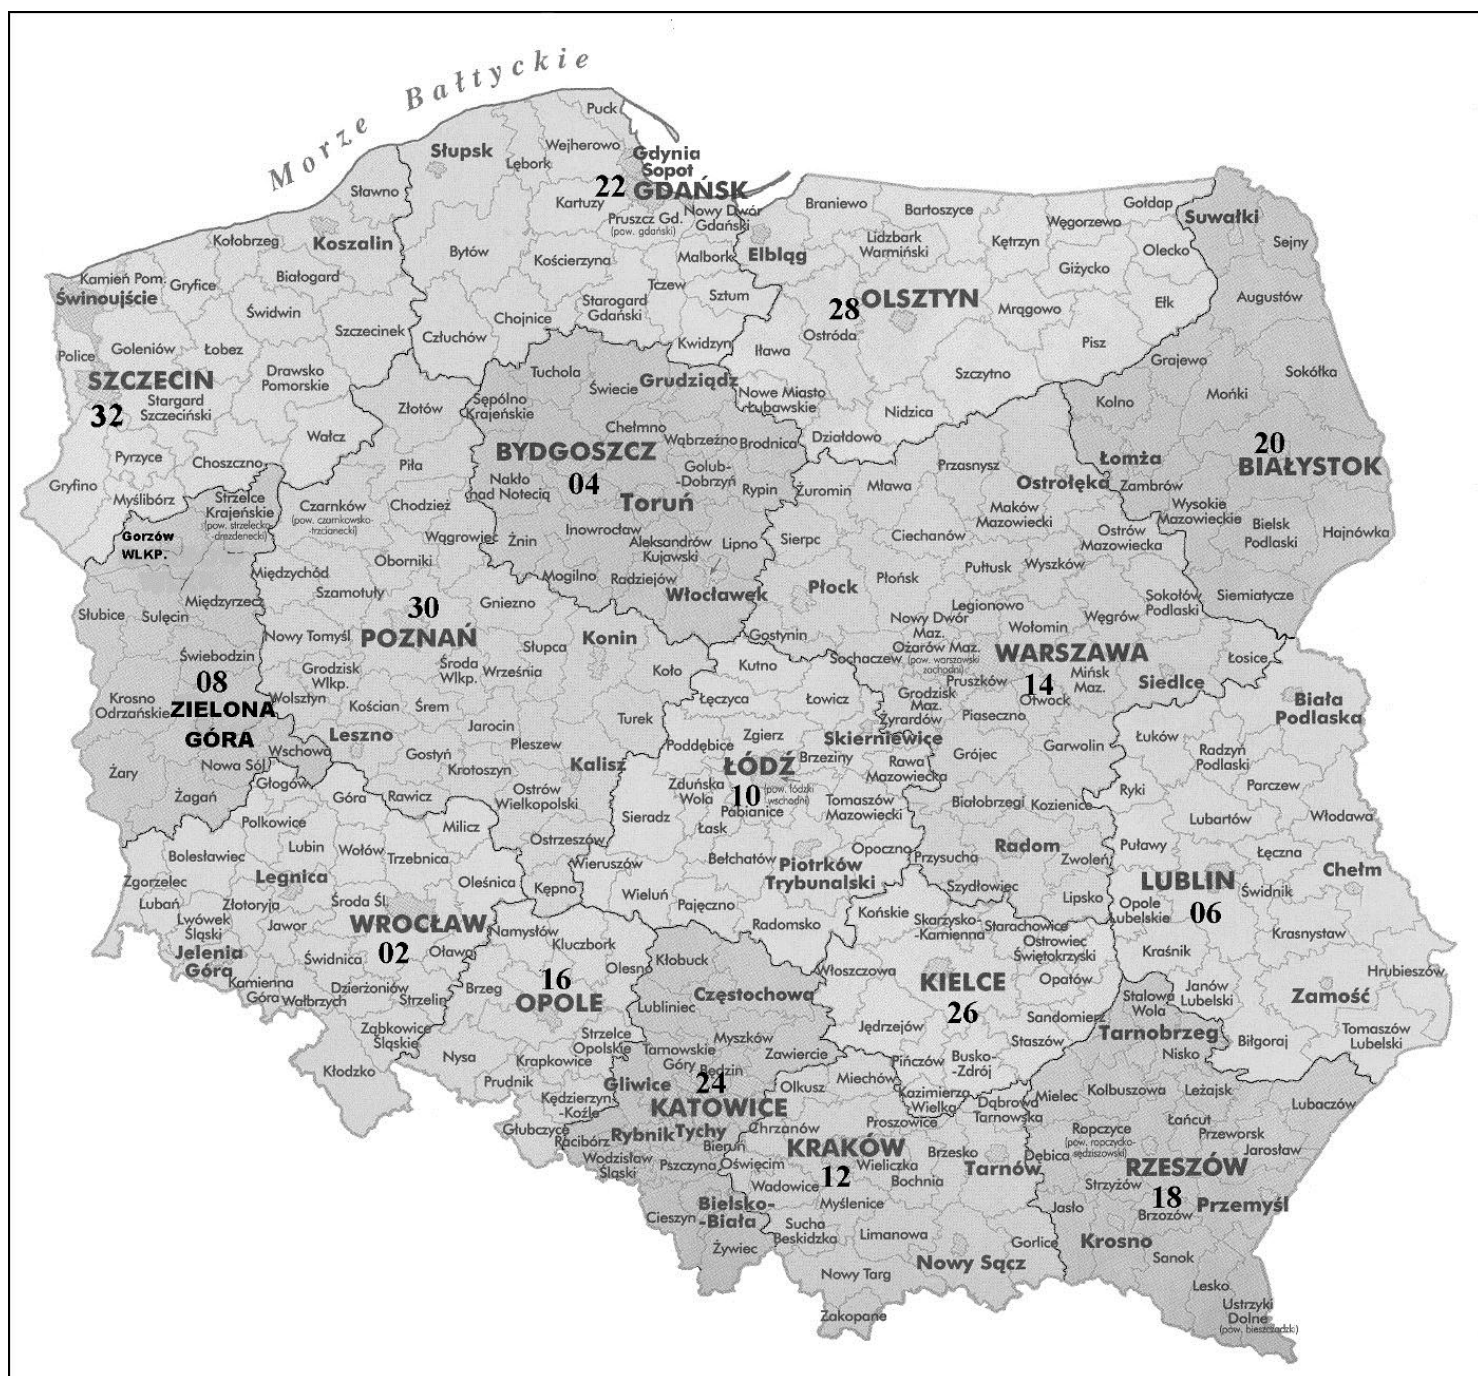 Morze Bałtyckie
Puck
Wejherowo
Słupsk
Lębork
Gdynia
Sopot
22 GDAŃSK
Sławno
Kartuzy
Pruszcz Gd.
(pow. gdański)
Nowy Dwór
Gdański
Braniewo
Bartoszyce
Gołdap
Węgorzewo
Suwałki
Sejny
Kołobrzeg
Koszalin
Bytów
Kościerzyna
Malbork
Elbląg
Lidzbark
Warmiński
Kętrzyn
Olecko
Giżycko
Kamień Pom.
Gryfice
Białogard
Świnoujście
Świdwin
Tczew
Starogard
Gdański
Sztum
28 OLSZTYN
Mrągowo
Ełk
Augustów
Szczecinek
Człuchów
Chojnice
Kwidzyn
Ostróda
Iława
Pisz
Police
Goleniów
Łobez
SZCZECIN
32
Stargard
Szczeciński
Drawsko
Pomorskie
Tuchola
Świecie
Grudziądz
Szczytno
Grajewo
Sokółka
Mońki
Kolno
Złotów
Sępólno
Krajeńskie
Nowe Miasto
Lubawskie
Nidzica
Wałcz
Chełmno
Wąbrzeźno
Brodnica
Działdowo
20
BIAŁYSTOK
Pyrzyce
Choszczno
Piła
BYDGOSZCZ
04
Nakło
nad Notecią
Golub-
-Dobrzyń
Rypin
Żuromin
Mława
Przasnysz
Ostrołęka
Łomża
Zambrów
Gryfino
Myślibórz
Strzelce
Krajeńskie
(pow. strzelecko-
-drezdenecki)
Czarnków
(pow. czarnkowsko-
-trzcianecki)
Chodzież
Toruń
Maków
Mazowiecki
Wysokie
Mazowieckie
Bielsk
Podlaski
Hajnówka
Gorzów
WLKP.
Wągrowiec
Żnin
Inowrocław
Aleksandrów
Kujawski
Lipno
Sierpc
Ciechanów
Ostrów
Mazowiecka
Międzychód
Oborniki
Szamotuły
Mogilno
Radziejów
Włocławek
Płock
Płońsk
Pułtusk
Wyszków
Siemiatycze
Słubice
Sulęcin
Międzyrzecz
30
POZNAŃ
Gniezno
Słupca
Konin
Gostynin
Nowy Dwór
Maz.
Legionowo
Wołomin
Węgrów
Sokołów
Podlaski
Nowy Tomyśl
Świebodzin
Grodzisk
Wlkp.
Środa
Wlkp.
Września
Koło
Kutno
Sochaczew
Ożarów Maz.
(pow. warszawski
zachodni)
WARSZAWA
14
Łosice
Krosno
Odrzańskie
08
ZIELONA
GÓRA
Wolsztyn
Kościan
Śrem
Łęczyca
Łowicz
Pruszków
Grodzisk
Maz.
Żyrardów
Otwock
Mińsk
Maz.
Siedlce
Biała
Podlaska
Leszno
Jarocin
Turek
Piaseczno
Wschowa
Nowa Sól
Gostyń
Pleszew
Krotoszyn
Kalisz
Poddębice
Zgierz
Skierniewice
Brzeziny
Rawa
Mazowiecka
Grójec
Garwolin
Łuków
Radzyń
Podlaski
Żary
Żagań
Głogów
Góra
Rawicz
Ostrów
Wielkopolski
ŁÓDŹ
10
(pow. łódzki
wschodni)
Zduńska
Wola
Pabianice
Sieradz
Łask
Tomaszów
Mazowiecki
Białobrzegi
Kozienice
Ryki
Parczew
Włodawa
Polkowice
Milicz
Ostrzeszów
Lubartów
Bolesławiec
Lubin
Wołów
Trzebnica
Wieruszów
Bełchatów
Piotrków
Trybunalski
Opoczno
Przysucha
Radom
Zwoleń
Puławy
Łęczna
Zgorzelec
Legnica
Oleśnica
Kępno
Wieluń
Pajęczno
Szydłowiec
Lipsko
LUBLIN
06
Świdnik
Chełm
Lubań
Złotoryja
Środa Śl.
Lwówek
Śląski
Jawor
WROCŁAW
02
Oława
Namysłów
Kluczbork
Radomsko
Końskie
Skarżysko-
-Kamienna
Starachowice
Ostrowiec
Świętokrzyski
Opole
Lubelskie
Krasnystaw
Jelenia
Góra
Świdnica
Kamienna
Góra
Wałbrzych
Dzierżoniów
Strzelin
Brzeg
16
OPOLE
Olesno
Kłobuck
Lubliniec
Częstochowa
Włoszczowa
KIELCE
26
Opatów
Kraśnik
Janów
Lubelski
Zamość
Hrubieszów
Ząbkowice
Śląskie
Nysa
Strzelce
Opolskie
Krapkowice
Myszków
Tarnowskie
Góry
Zawiercie
Jędrzejów
Sandomierz
Staszów
Stalowa
Wola
Tarnobrzeg
Nisko
Biłgoraj
Tomaszów
Lubelski
Kłodzko
Prudnik
Kędzierzyn
-Koźle
Gliwice
Będzin
24
KATOWICE
Olkusz
Miechów
Pińczów
Busko-
-Zdrój
Kazimierza
Wielka
Dąbrowa
Tarnowska
Mielec
Kolbuszowa
Leżajsk
Lubaczów
Głubczyce
Racibórz
Rybnik
Tychy
Bieruń
Chrzanów
Proszowice
KRAKÓW
12
Wieliczka
Brzesko
Bochnia
Tarnów
Ropczyce
(pow. ropczycko-
-sędziszowski)
Dębica
Łańcut
Przeworsk
Jarosław
RZESZÓW
18
Wodzisław
Śląski
Pszczyna
Oświęcim
Wadowice
Myślenice
Strzyżów
Brzozów
Przemyśl
Cieszyn
Bielsko-
-Biała
Sucha
Beskidzka
Limanowa
Gorlice
Jasło
Krosno
Sanok
Żywiec
Nowy Targ
Nowy Sącz
Lesko
Zakopane
Ustrzyki
Dolne
(pow. bieszczadzki)